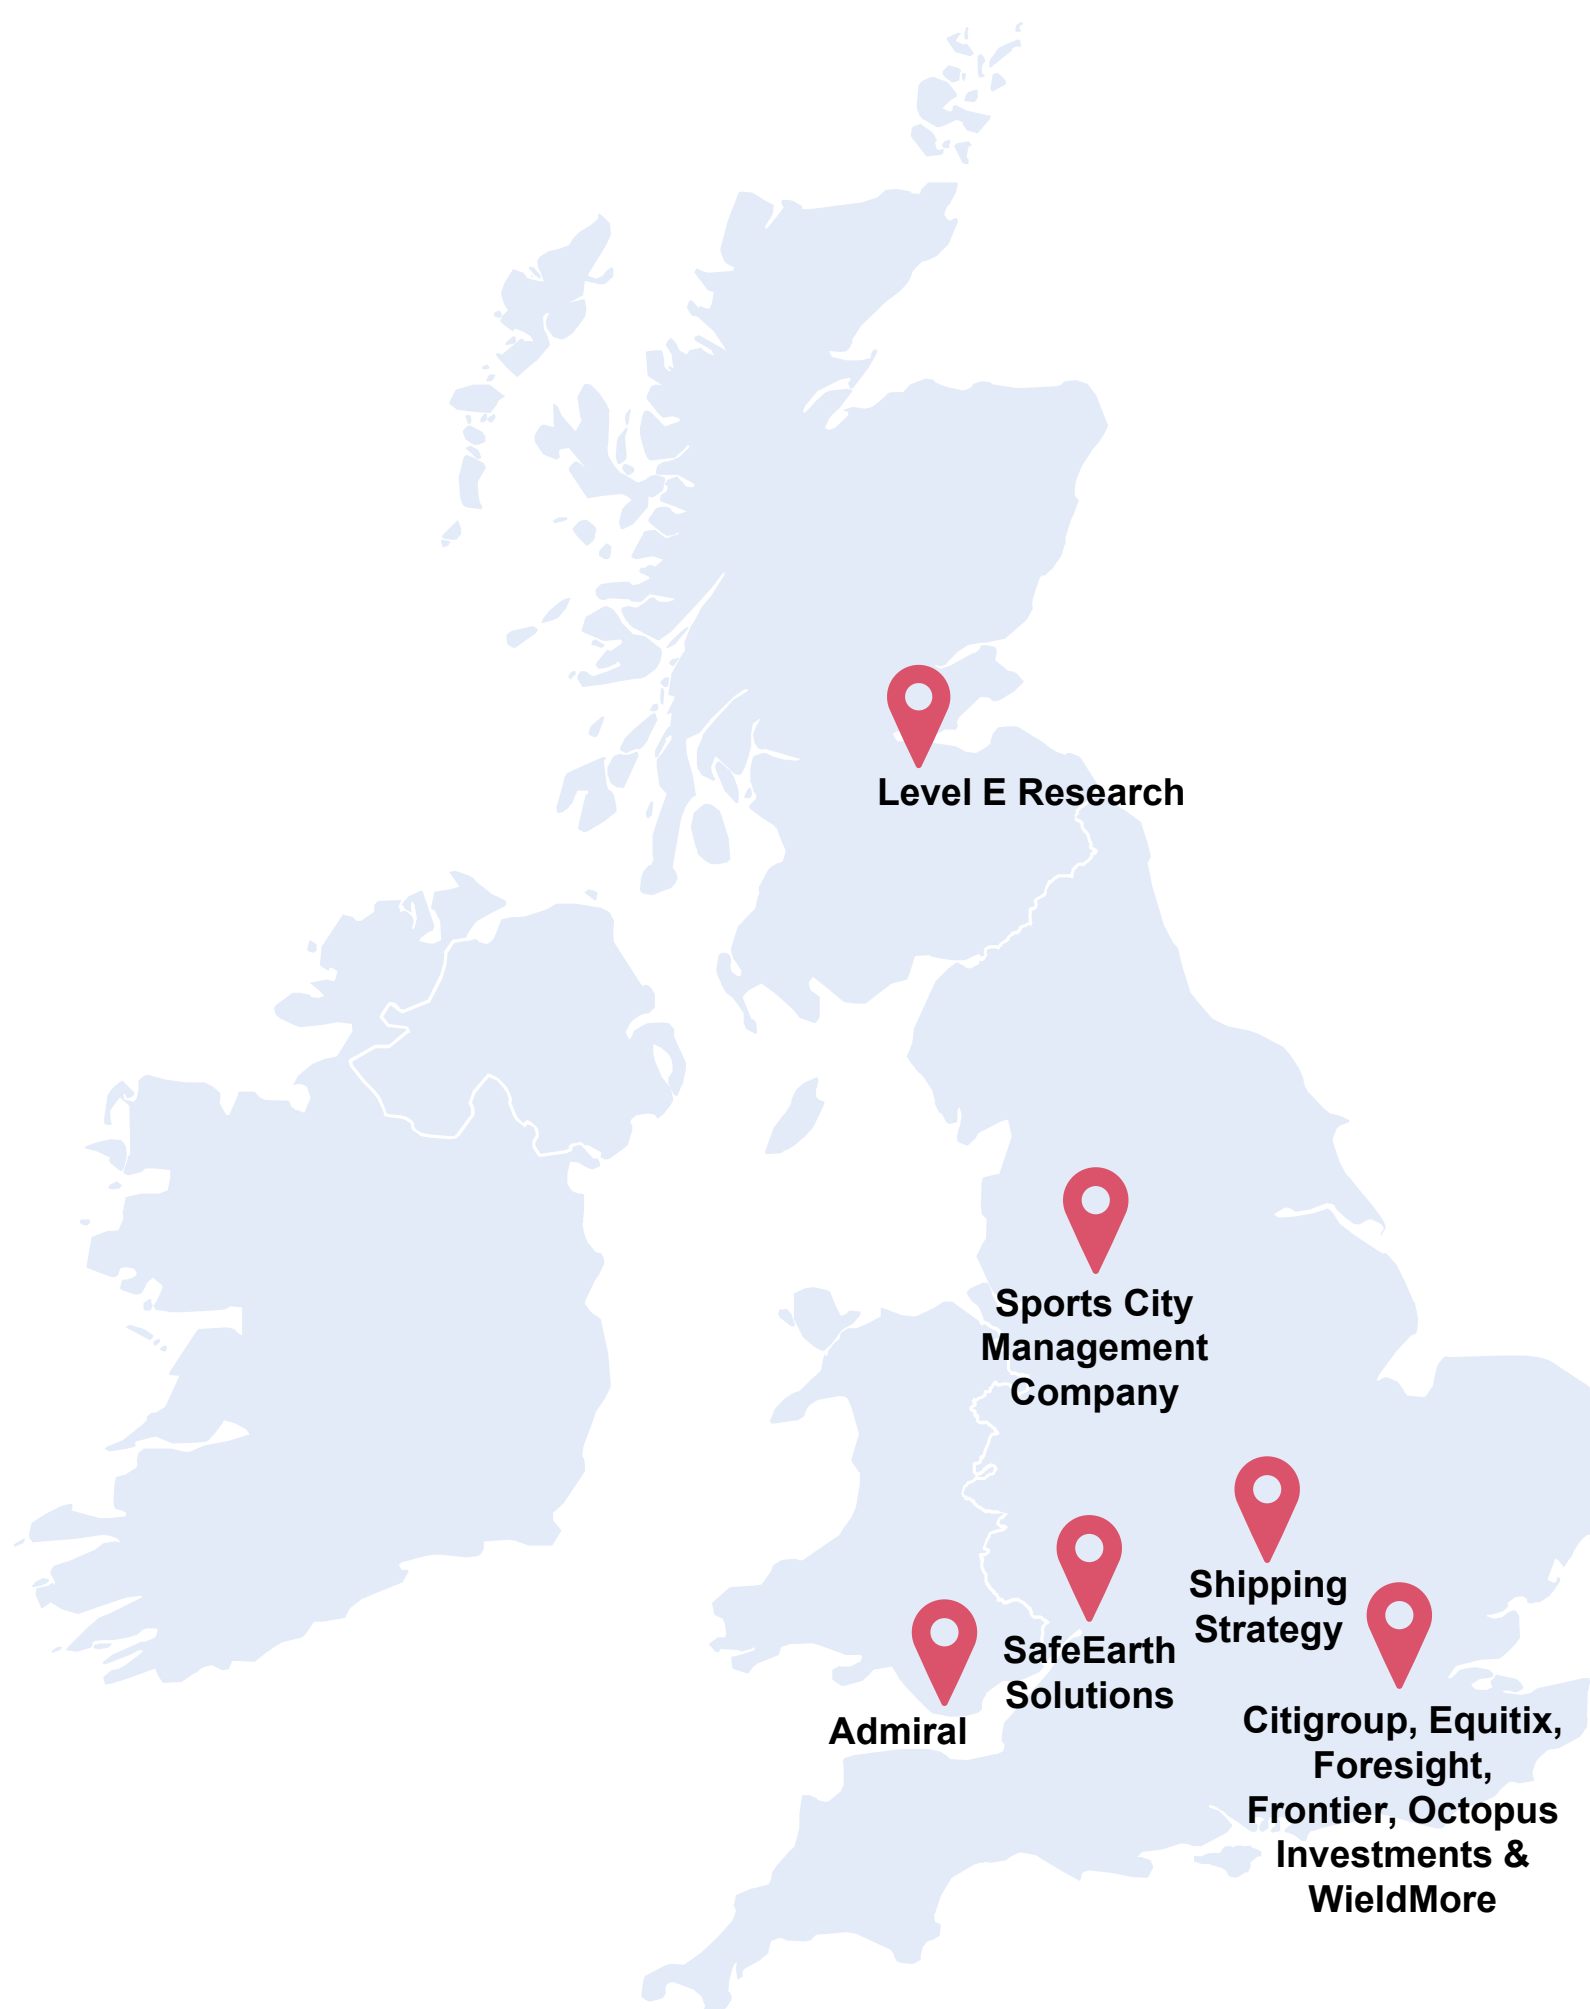 Level E Research
Sports City
Management
Company
Shipping
Strategy
SafeEarth
Solutions
Admiral
Citigroup, Equitix,
Foresight,
Frontier, Octopus
Investments &
WieldMore